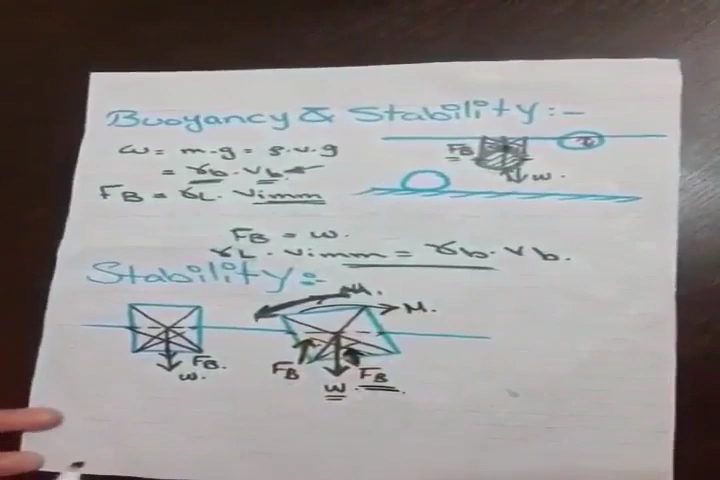 Buoyancy & Stability:-
ω = m.g = ρ.v.g
= γb.vb
FB = γL. vimm
FB
w.
FB = w.
γL. vimm = γb. vb.
Stability:-
M.
M.
FB.
w.
FB
w
FB